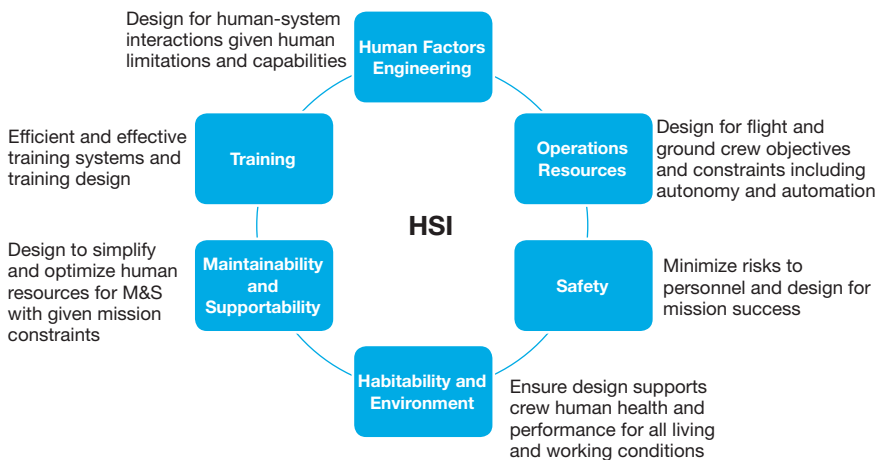 Design for human-system
interactions given human
limitations and capabilities
Human Factors
Engineering
Operations
Resources
Design for flight and
ground crew objectives
and constraints including
autonomy and automation
Safety
Minimize risks to
personnel and design for
mission success
Habitability and
Environment
Ensure design supports
crew human health and
performance for all living
and working conditions
Maintainability
and
Supportability
Design to simplify
and optimize human
resources for M&S
with given mission
constraints
Training
Efficient and effective
training systems and
training design
HSI